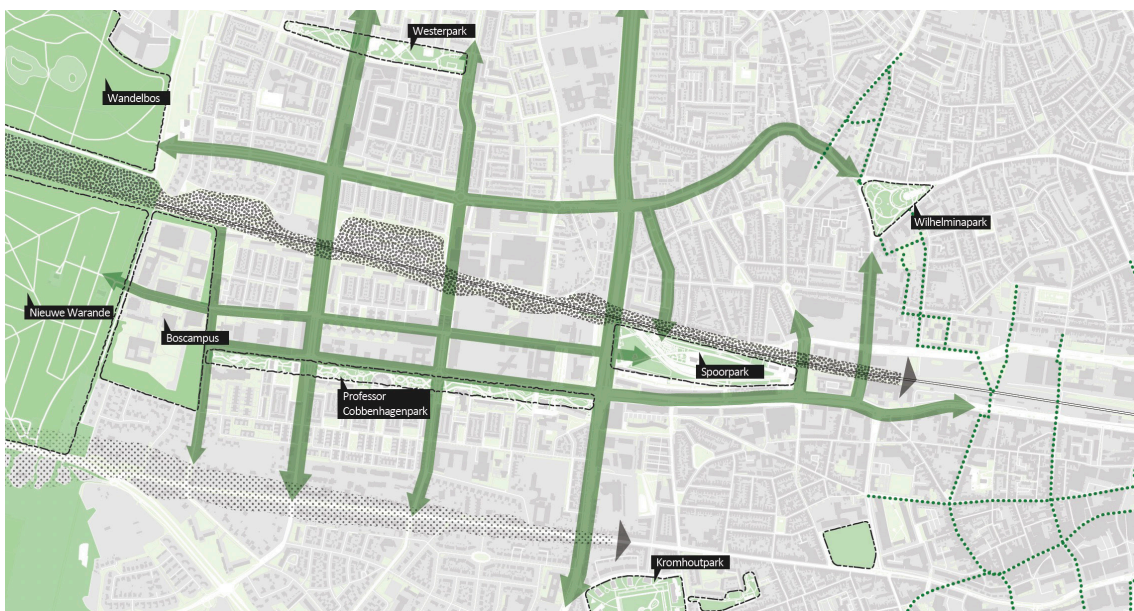 Westerpark
Wandelbos
Wilhelminapark
Nieuwe Warande
Boscampus
Spoorpark
Professor
Cobbenhagenpark
Kromhoutpark